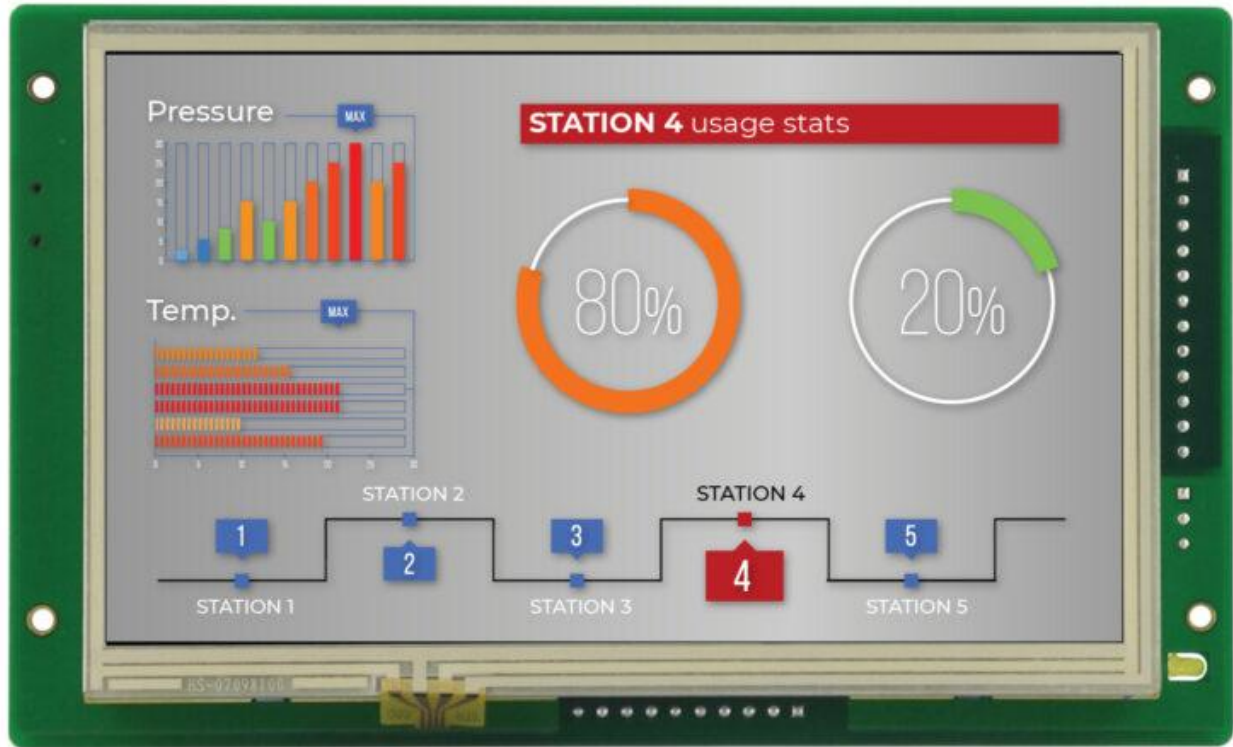 Pressure
MAX
STATION 4 usage stats
80%
20%
Temp.
MAX
STATION 2
STATION 4
1
3
5
2
4
STATION 1
STATION 3
STATION 5